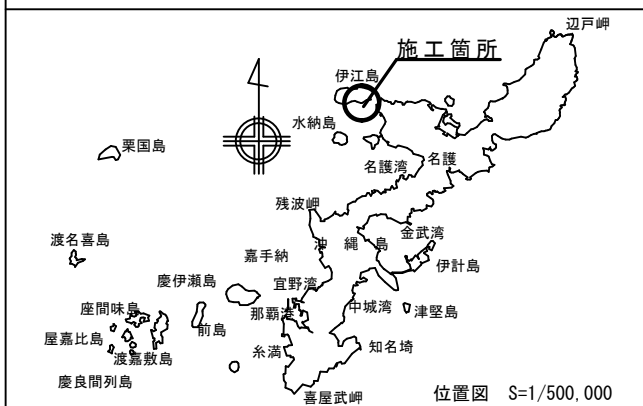 辺戸岬
施工箇所
伊江島
水納島
粟国島
名護湾
名護
残波岬
渡名喜島
嘉手納
沖縄島
金武湾
伊計島
慶伊瀬島
宜野湾
座間味島
那覇港
中城湾
津堅島
屋嘉比島
前島
渡嘉敷島
糸満
知名埼
慶良間列島
喜屋武岬
位置図 S=1/500,000